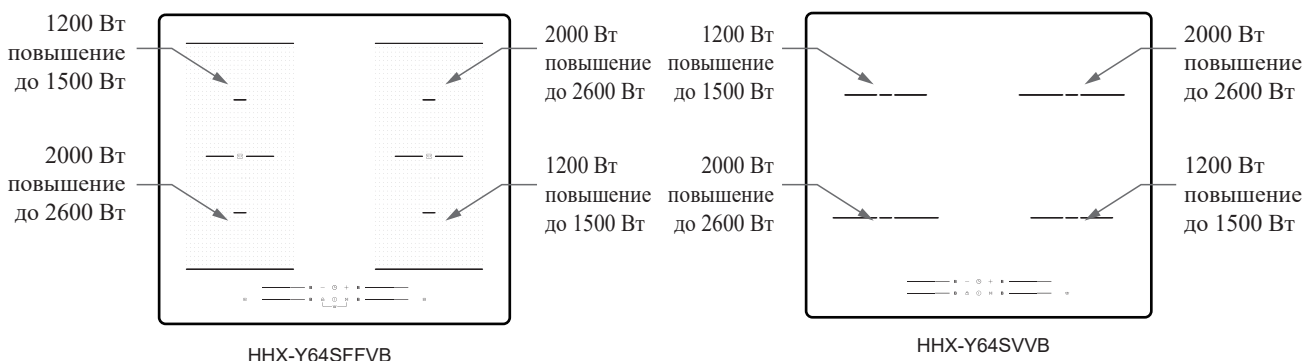 1200 Вт
повышение
до 1500 Вт
2000 Вт
повышение
до 2600 Вт
2000 Вт
повышение
до 2600 Вт
1200 Вт
повышение
до 1500 Вт
HHX-Y64SFFVB
1200 Вт
повышение
до 1500 Вт
2000 Вт
повышение
до 2600 Вт
2000 Вт
повышение
до 2600 Вт
1200 Вт
повышение
до 1500 Вт
HHX-Y64SVVB